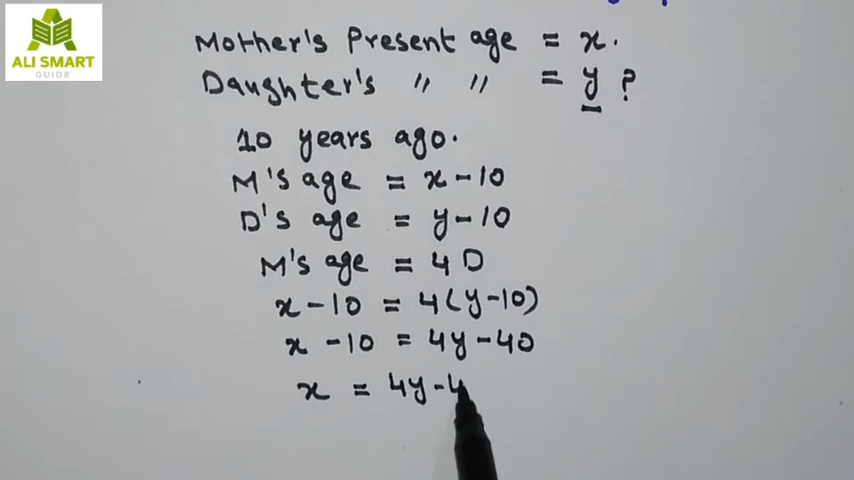 ALI SMART
GUIDE
Mother's Present age = x.
Daughter's " " = y ?
10 years ago.
M's age = x - 10
D's age = y - 10
M's age = 4 D
x - 10 = 4(y - 10)
x - 10 = 4y - 40
x = 4y - 4